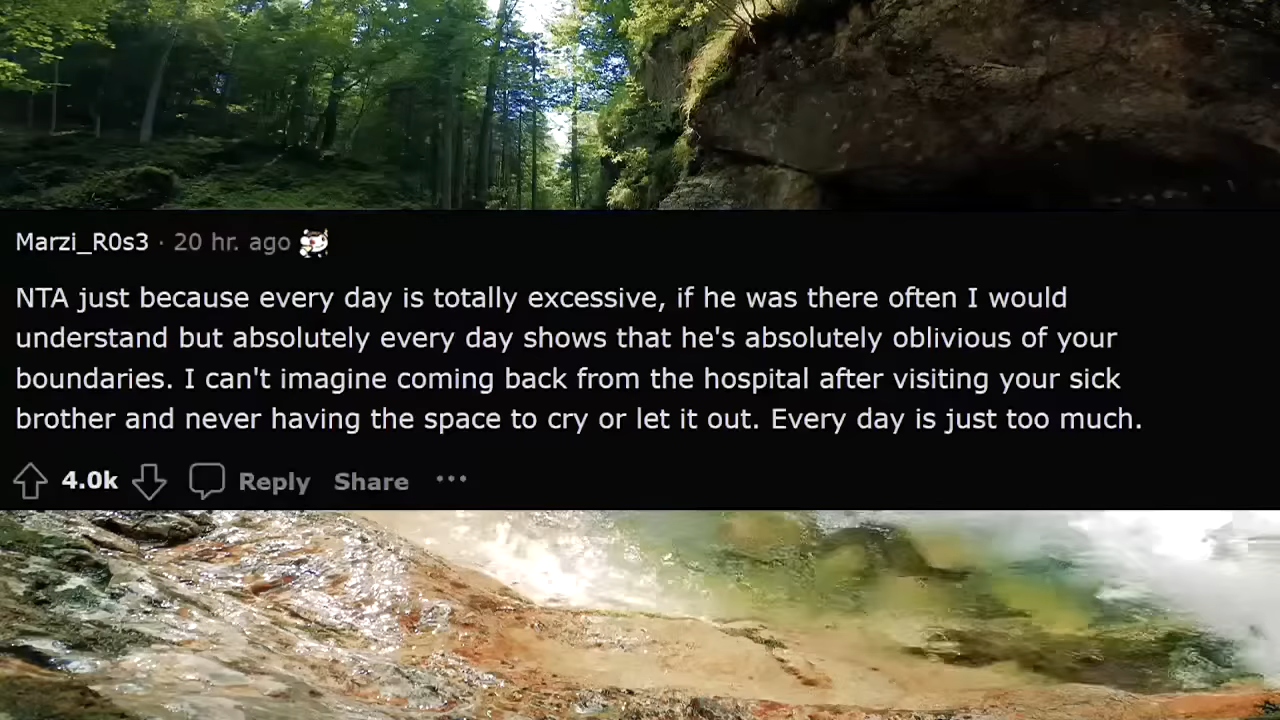 Marzi_R0s3 · 20 hr. ago
NTA just because every day is totally excessive, if he was there often I would
understand but absolutely every day shows that he's absolutely oblivious of your
boundaries. I can't imagine coming back from the hospital after visiting your sick
brother and never having the space to cry or let it out. Every day is just too much.
4.0k Reply Share ···